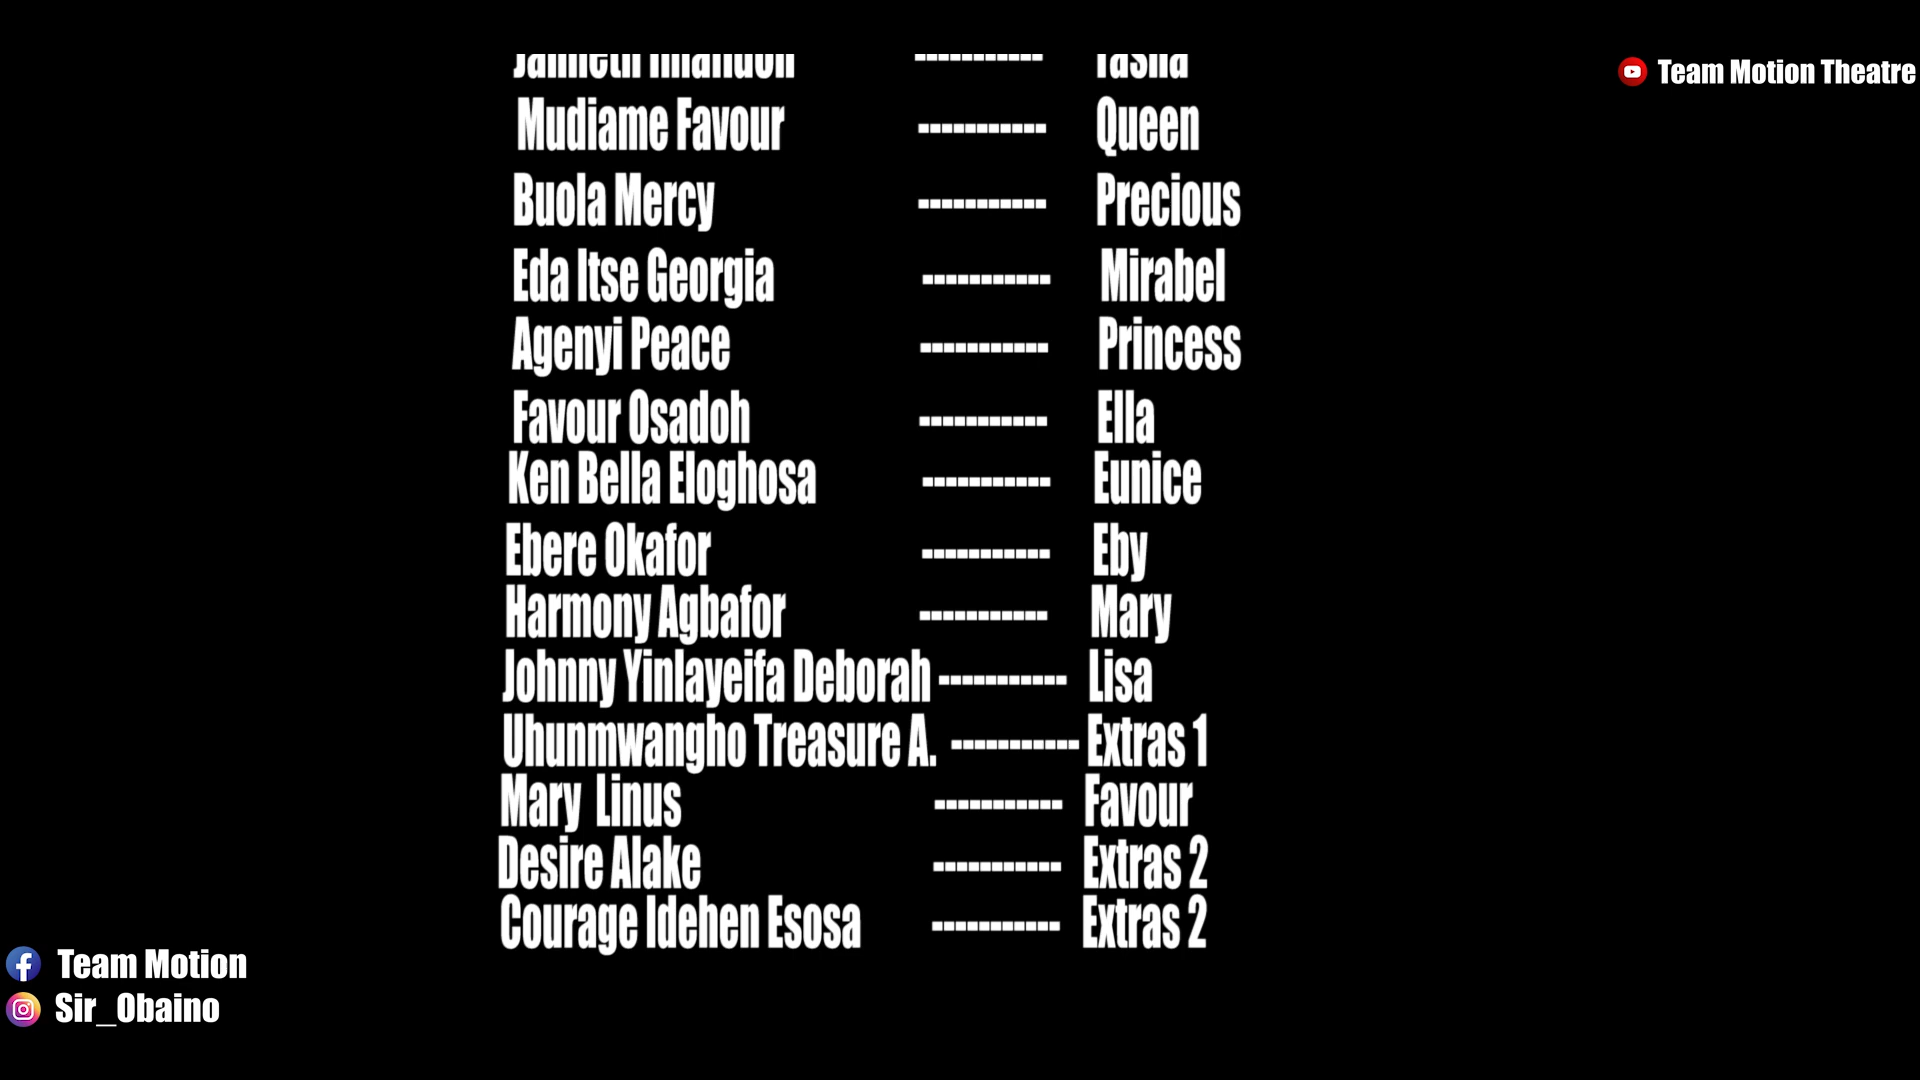 ----------- Tasha
Team Motion Theatre
Mudiame Favour ----------- Queen
Buola Mercy ----------- Precious
Eda Itse Georgia ----------- Mirabel
Agenyi Peace ----------- Princess
Favour Osadoh ----------- Ella
Ken Bella Eloghosa ----------- Eunice
Ebere Okafor ----------- Eby
Harmony Agbafor ----------- Mary
Johnny Yinlayeifa Deborah ----------- Lisa
Uhunmwangho Treasure A. ----------- Extras 1
Mary Linus ----------- Favour
Desire Alake ----------- Extras 2
Courage Idehen Esosa ----------- Extras 2
Team Motion
Sir_Obaino